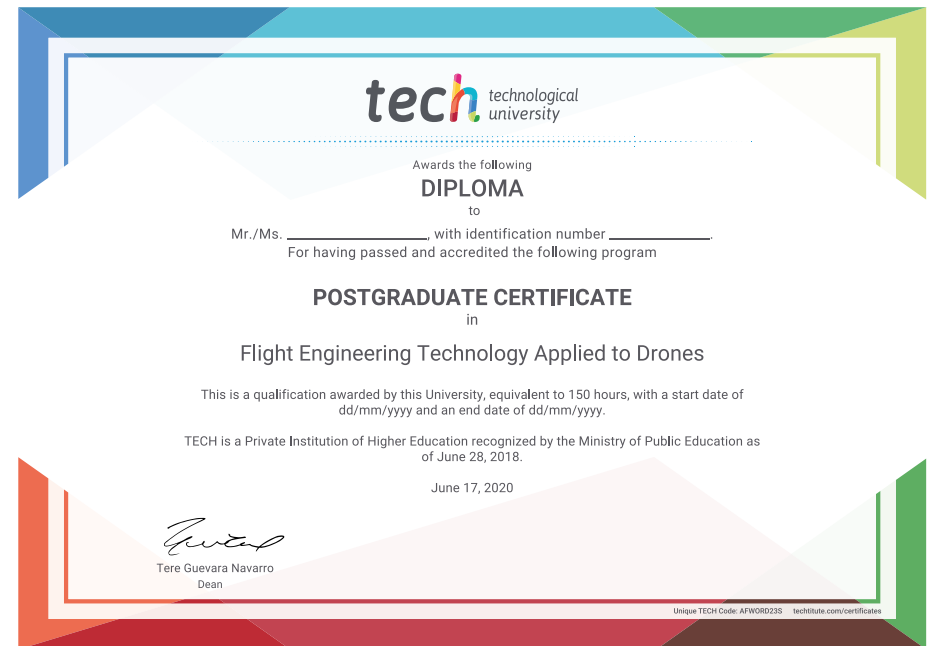 tech technological
university
Awards the following
DIPLOMA
to
Mr./Ms. ____________________, with identification number ______________.
For having passed and accredited the following program
POSTGRADUATE CERTIFICATE
in
Flight Engineering Technology Applied to Drones
This is a qualification awarded by this University, equivalent to 150 hours, with a start date of
dd/mm/yyyy and an end date of dd/mm/yyyy.
TECH is a Private Institution of Higher Education recognized by the Ministry of Public Education as
of June 28, 2018.
June 17, 2020
Tere Guevara Navarro
Dean
Unique TECH Code: AFWORD23S techtitute.com/certificates